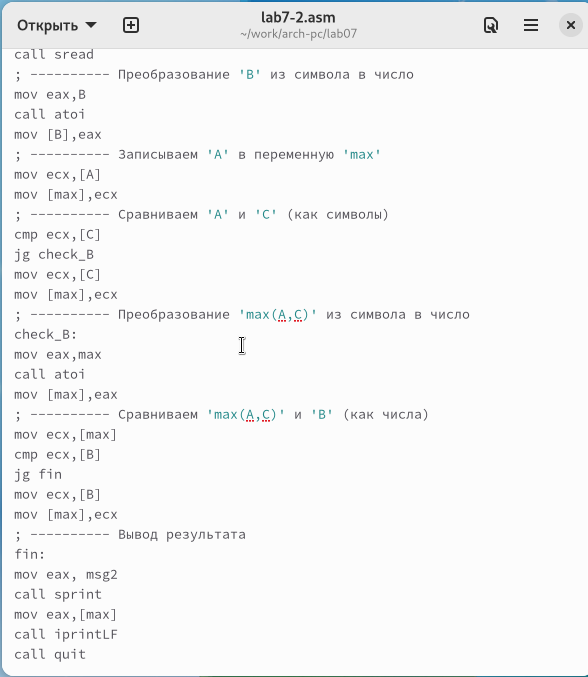 Открыть
lab7-2.asm
~/work/arch-pc/lab07
call sread
; ---------- Преобразование 'B' из символа в число
mov eax,B
call atoi
mov [B],eax
; ---------- Записываем 'A' в переменную 'max'
mov ecx,[A]
mov [max],ecx
; ---------- Сравниваем 'A' и 'C' (как символы)
cmp ecx,[C]
jg check_B
mov ecx,[C]
mov [max],ecx
; ---------- Преобразование 'max(A,C)' из символа в число
check_B:
mov eax,max
call atoi
mov [max],eax
; ---------- Сравниваем 'max(A,C)' и 'B' (как числа)
mov ecx,[max]
cmp ecx,[B]
jg fin
mov ecx,[B]
mov [max],ecx
; ---------- Вывод результата
fin:
mov eax, msg2
call sprint
mov eax,[max]
call iprintLF
call quit